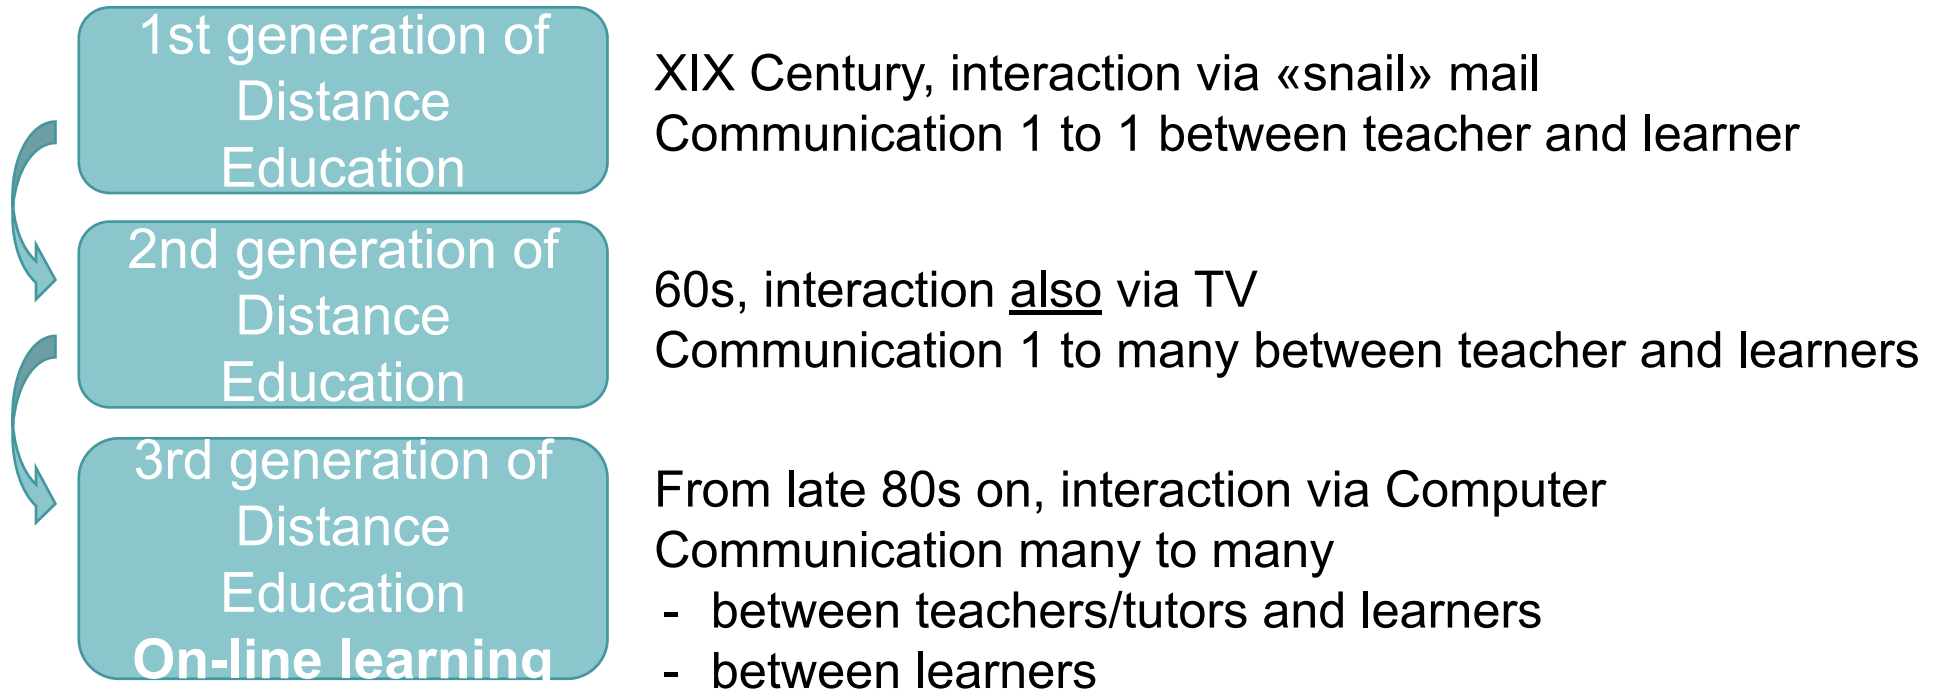 1st generation of
Distance
Education
XIX Century, interaction via «snail» mail
Communication 1 to 1 between teacher and learner
2nd generation of
Distance
Education
60s, interaction also via TV
Communication 1 to many between teacher and learners
3rd generation of
Distance
Education
On-line learning
From late 80s on, interaction via Computer
Communication many to many
- between teachers/tutors and learners
- between learners